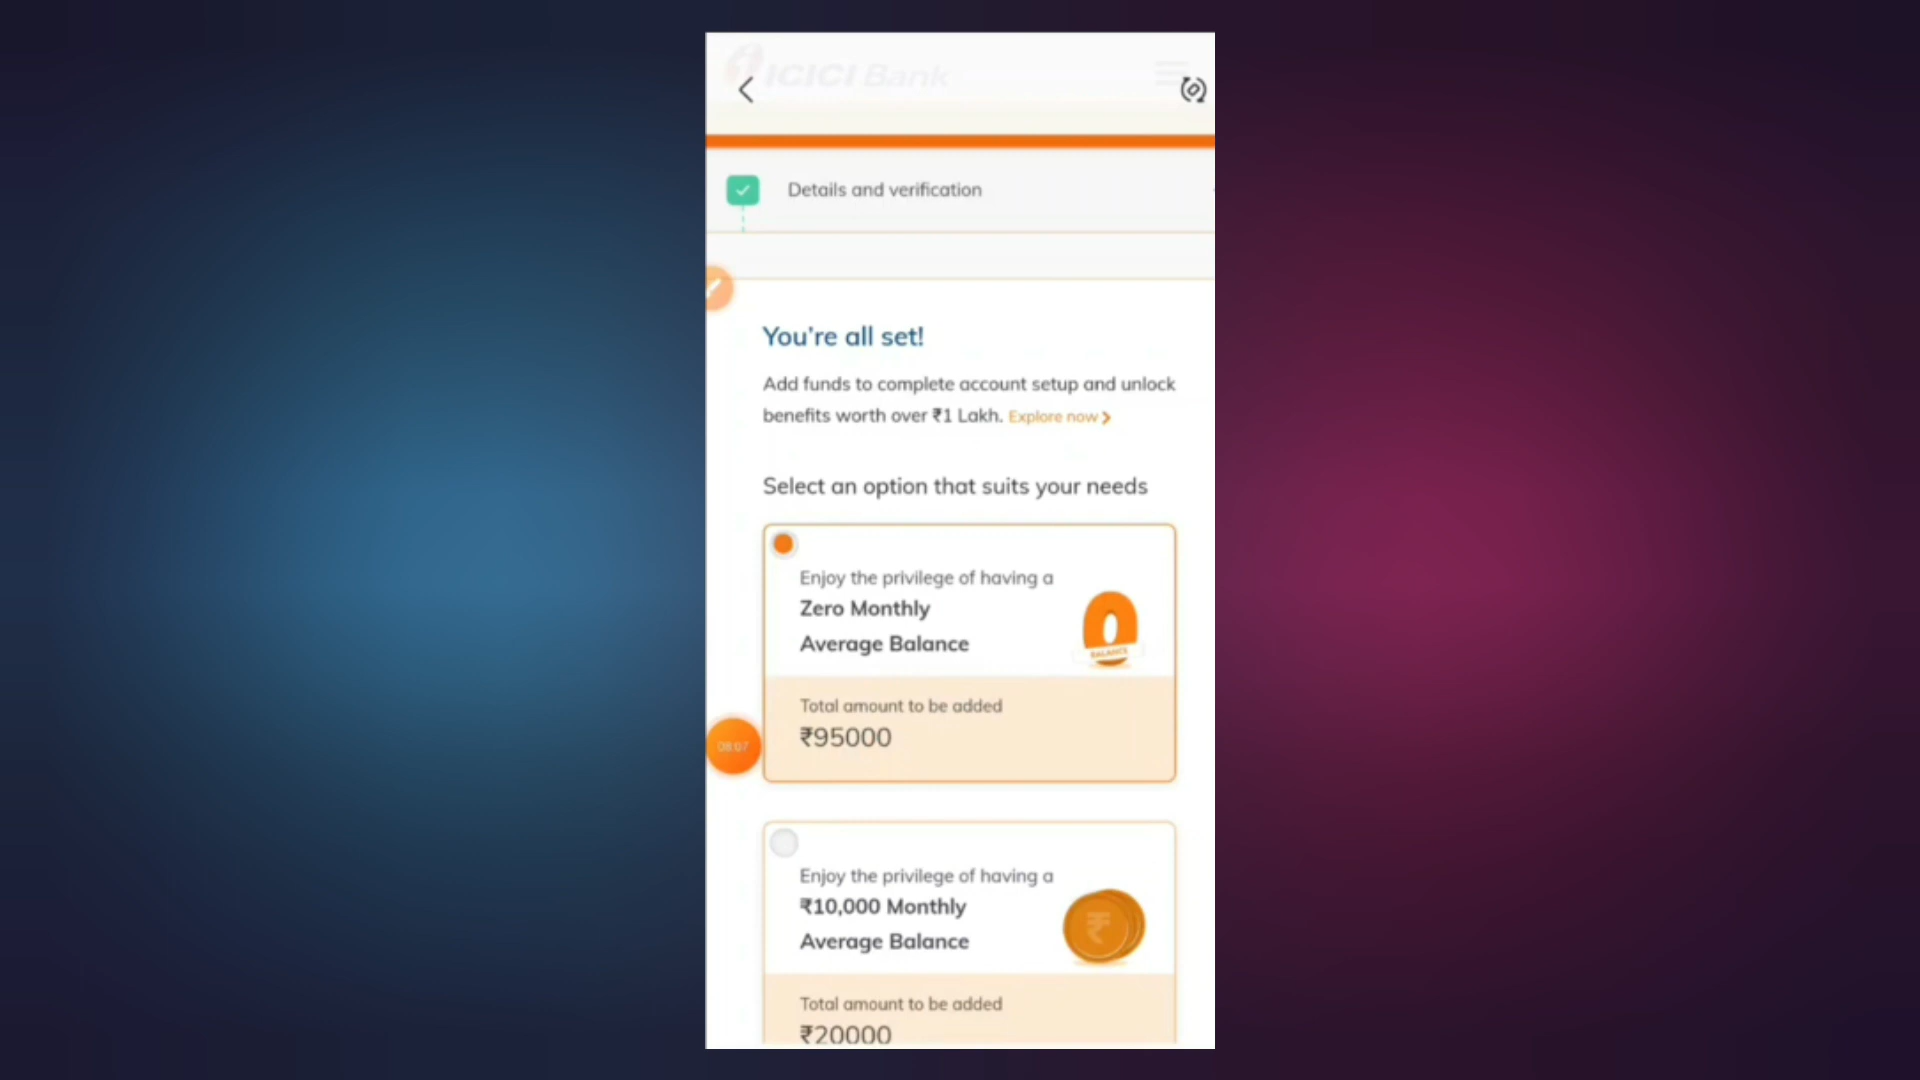 ICICI Bank
Details and verification
You're all set!
Add funds to complete account setup and unlock
benefits worth over ₹1 Lakh. Explore now
Select an option that suits your needs
Enjoy the privilege of having a
Zero Monthly
Average Balance
BALANCE
Total amount to be added
₹95000
08:07
Enjoy the privilege of having a
₹10,000 Monthly
Average Balance
Total amount to be added
₹20000